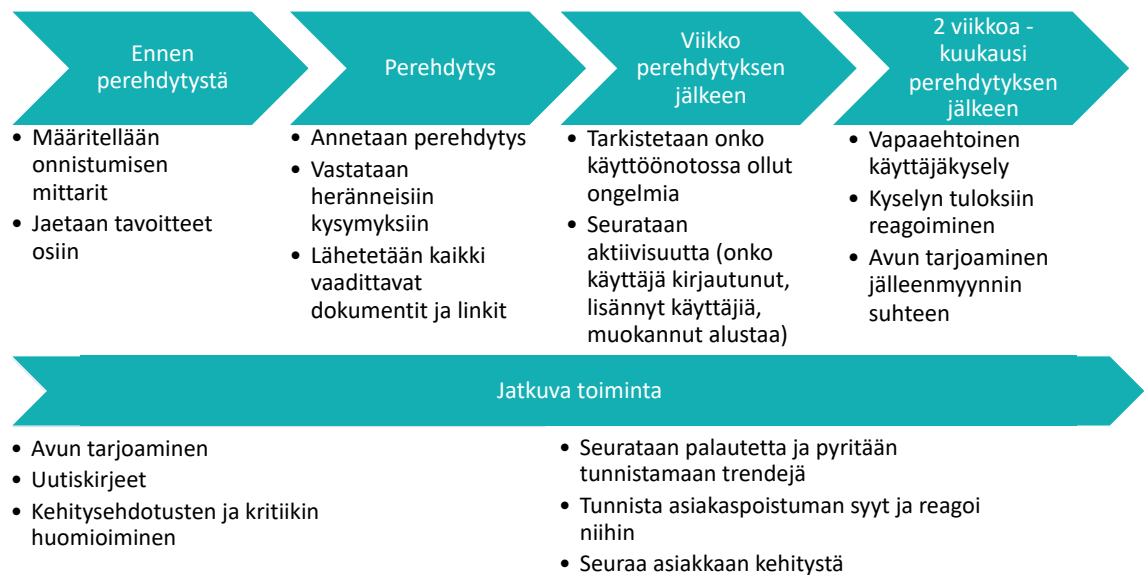 Ennen
perehdytystä
• Määritellään
onnistumisen
mittarit
• Jaetaan tavoitteet
osiin
Perehdytys
• Annetaan perehdytys
• Vastataan
heränneisiin
kysymyksiin
• Lähetetään kaikki
vaadittavat
dokumentit ja linkit
Viikko
perehdytyksen
jälkeen
• Tarkistetaan onko
käyttöönotossa ollut
ongelmia
• Seurataan
aktiivisuutta (onko
käyttäjä kirjautunut,
lisännyt käyttäjiä,
muokannut alustaa)
2 viikkoa -
kuukausi
perehdytyksen
jälkeen
• Vapaaehtoinen
käyttäjäkysely
• Kyselyn tuloksiin
reagoiminen
• Avun tarjoaminen
jälleenmyynnin
suhteen
Jatkuva toiminta
• Avun tarjoaminen
• Uutiskirjeet
• Kehitysehdotusten ja kritiikin
huomioiminen
• Seurataan palautetta ja pyritään
tunnistamaan trendejä
• Tunnista asiakaspoistuman syyt ja reagoi
niihin
• Seuraa asiakkaan kehitystä